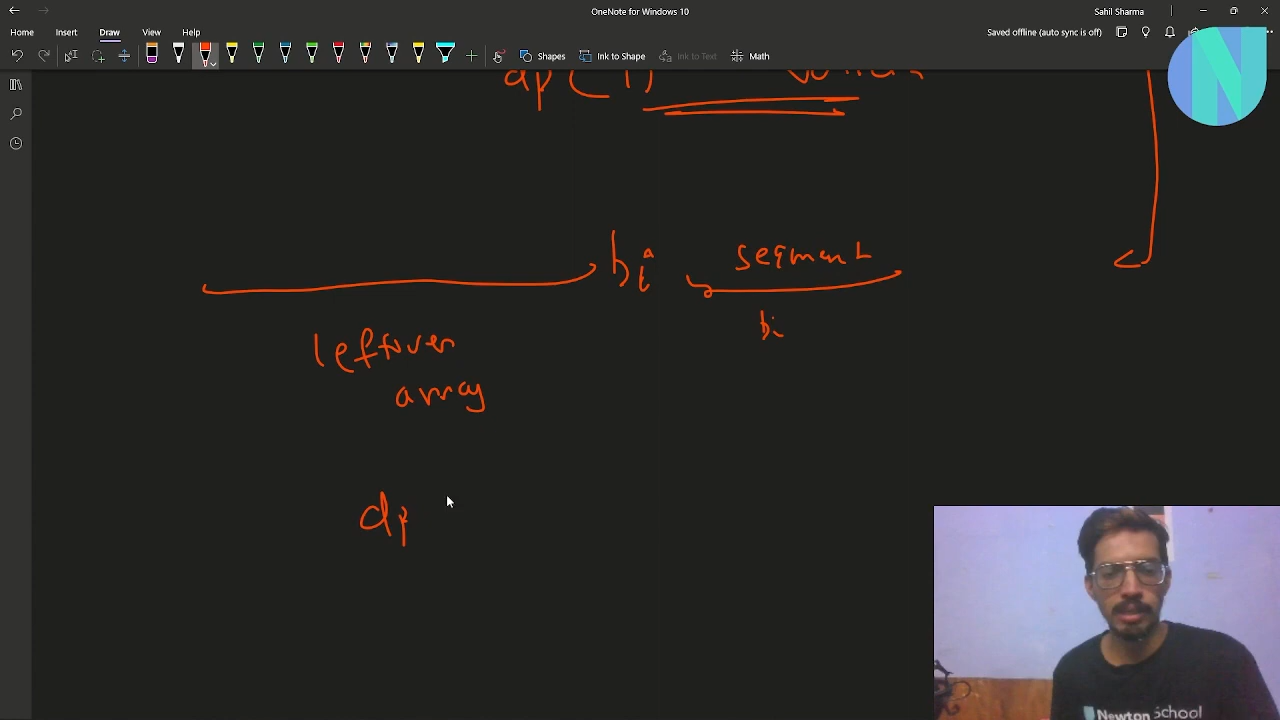 OneNote for Windows 10
Sahil Sharma
Home Insert Draw View Help
Saved offline (auto sync is off)
Shapes Ink to Shape Ink to Text Math
dp
segment
bi
bi
leftover
array
dp
Newton School